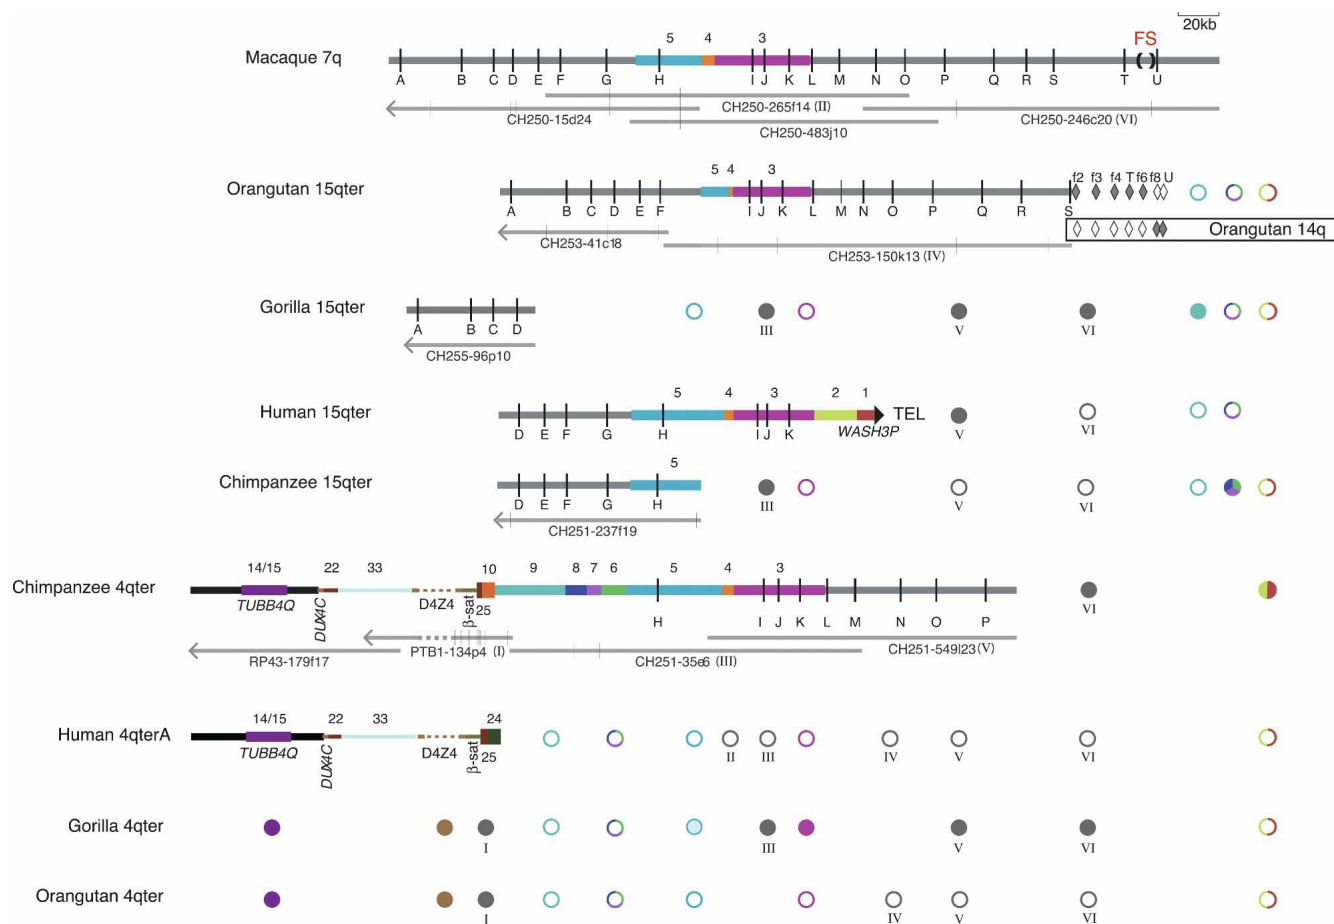 20kb
FS
5 4 3
Macaque 7q
( )
A B C D E F G H I J K L M N O P Q R S T U
CH250-265f14 (II)
CH250-15d24 CH250-246c20 (VI)
CH250-483j10
f2 f3 f4 T f6 f8 U
5 4 3
Orangutan 15qter
A B C D E F I J K L M N O P Q R S
Orangutan 14q
CH253-41c18 CH253-150k13 (IV)
Gorilla 15qter
A B C D III V VI
CH255-96p10
5 4 3 2 1
Human 15qter TEL
D E F G H I J K WASH3P V VI
5
Chimpanzee 15qter
D E F G H III V VI
CH251-237f19
14/15 22 33 10 9 8 7 6 5 4 3
Chimpanzee 4qter
TUBB4Q DUX4C D4Z4 β-sat 25 VI
H I J K L M N O P
RP43-179f17 PTB1-134p4 (I) CH251-35e6 (III) CH251-549l23 (V)
14/15 22 33 24
Human 4qterA
TUBB4Q DUX4C D4Z4 β-sat 25 II III IV V VI
Gorilla 4qter
I III V VI
Orangutan 4qter
I IV V VI